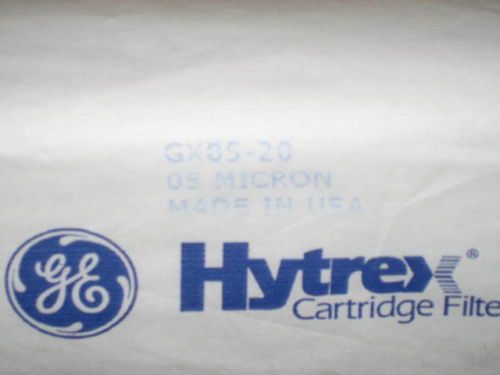 GX05-20
05 MICRON
MADE IN USA
GE
Hytrex®
Cartridge Filte